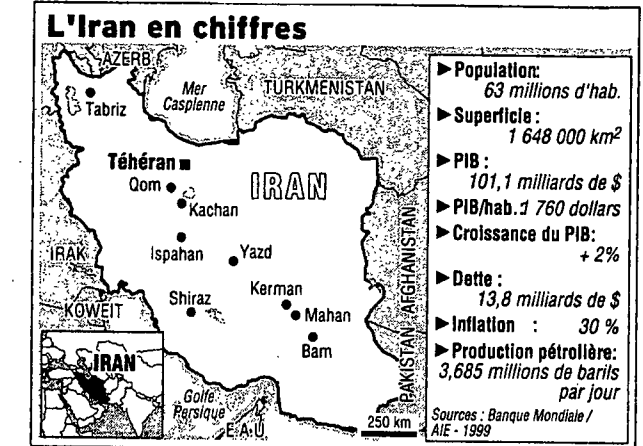 L'Iran en chiffres
AZERB.
Mer
Caspienne
TURKMENISTAN
Tabriz
Téhéran
Qom
IRAN
Kachan
Ispahan
Yazd
IRAK
Kerman
Shiraz
Mahan
KOWEIT
Bam
PAKISTAN
AFGHANISTAN
IRAN
Golfe
Persique
E-A-U
250 km
►Population:
63 millions d'hab.
►Superficie :
1 648 000 km²
►PIB :
101,1 milliards de $
►PIB/hab.:1 760 dollars
►Croissance du PIB:
+ 2%
►Dette :
13,8 milliards de $
►Inflation : 30 %
►Production pétrolière:
3,685 millions de barils
par jour
Sources : Banque Mondiale /
AIE - 1999